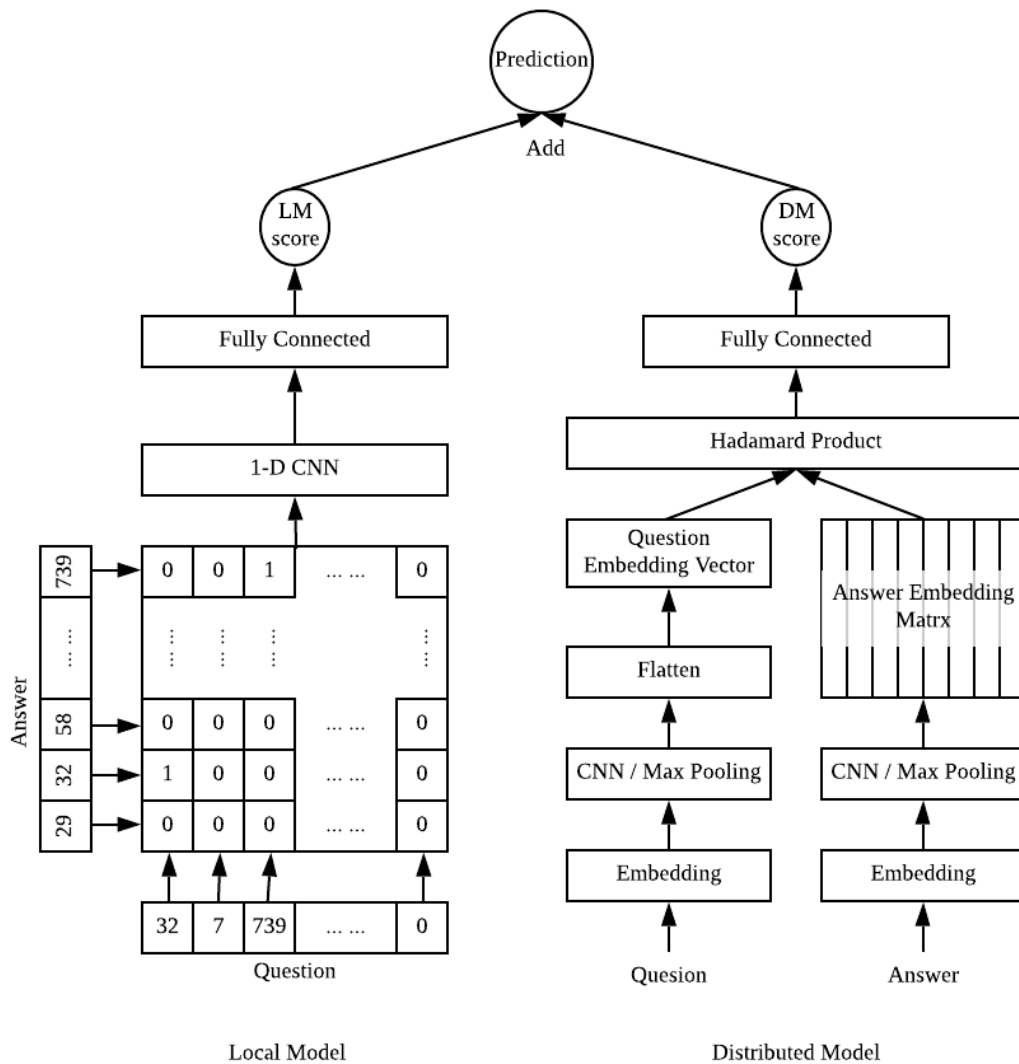 Prediction
Add
LM
score
DM
score
Fully Connected
Fully Connected
Hadamard Product
1-D CNN
Question
Embedding Vector
Answer Embedding
Matrx
739
0 0 1 ... ... 0
... ...
... ... ... ... ... ... ... ...
Flatten
Answer
58
0 0 0 ... ... 0
32
1 0 0 ... ... 0
CNN / Max Pooling
CNN / Max Pooling
29
0 0 0 ... ... 0
Embedding
Embedding
32 7 739 ... ... 0
Question
Quesion
Answer
Local Model
Distributed Model